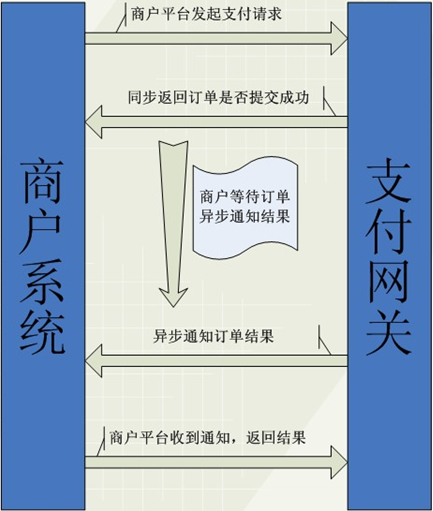 商户平台发起支付请求
同步返回订单是否提交成功
商户等待订单
异步通知结果
商户系统
支付网关
异步通知订单结果
商户平台收到通知，返回结果